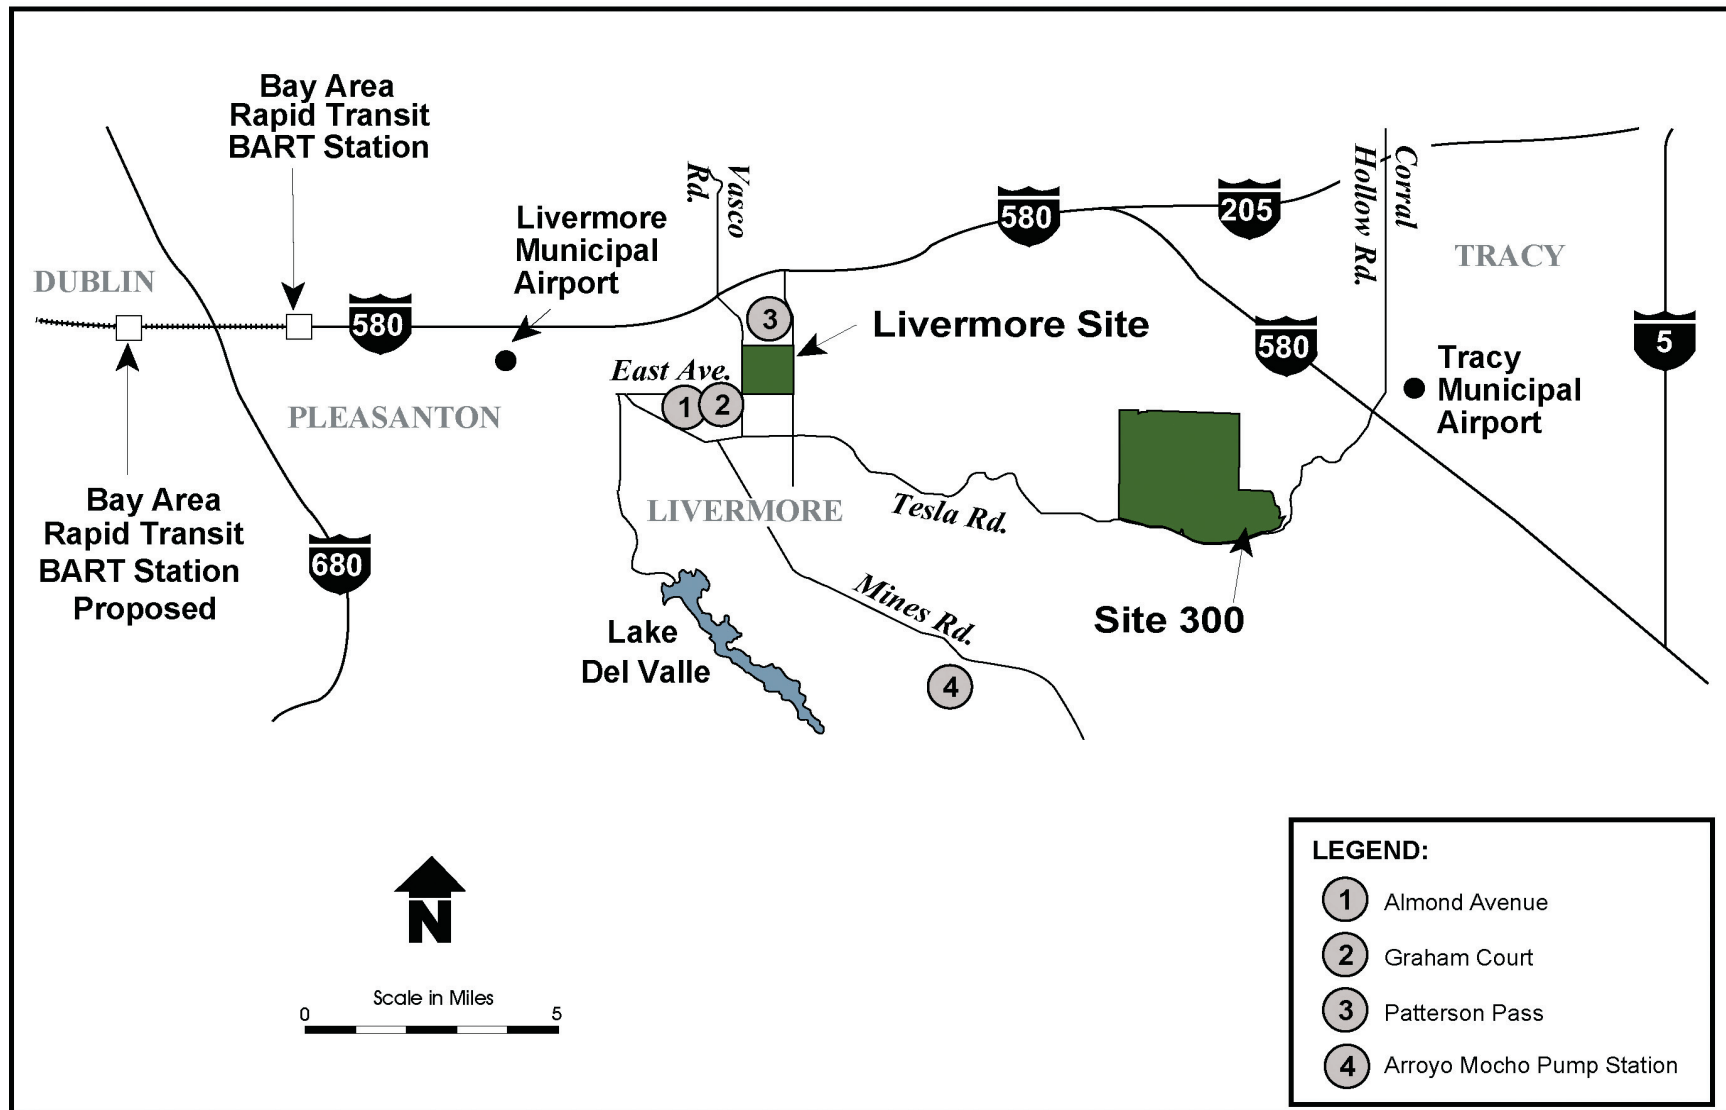 Bay Area
Rapid Transit
BART Station
Vasco
Rd.
Corral
Hollow Rd.
580
205
Livermore
Municipal
Airport
TRACY
DUBLIN
580
3
Livermore Site
580
5
East Ave.
Tracy
Municipal
Airport
1
2
PLEASANTON
Bay Area
Rapid Transit
BART Station
Proposed
LIVERMORE
Tesla Rd.
680
Mines Rd.
Site 300
Lake
Del Valle
4
N
Scale in Miles
0 5
LEGEND:
1 Almond Avenue
2 Graham Court
3 Patterson Pass
4 Arroyo Mocho Pump Station